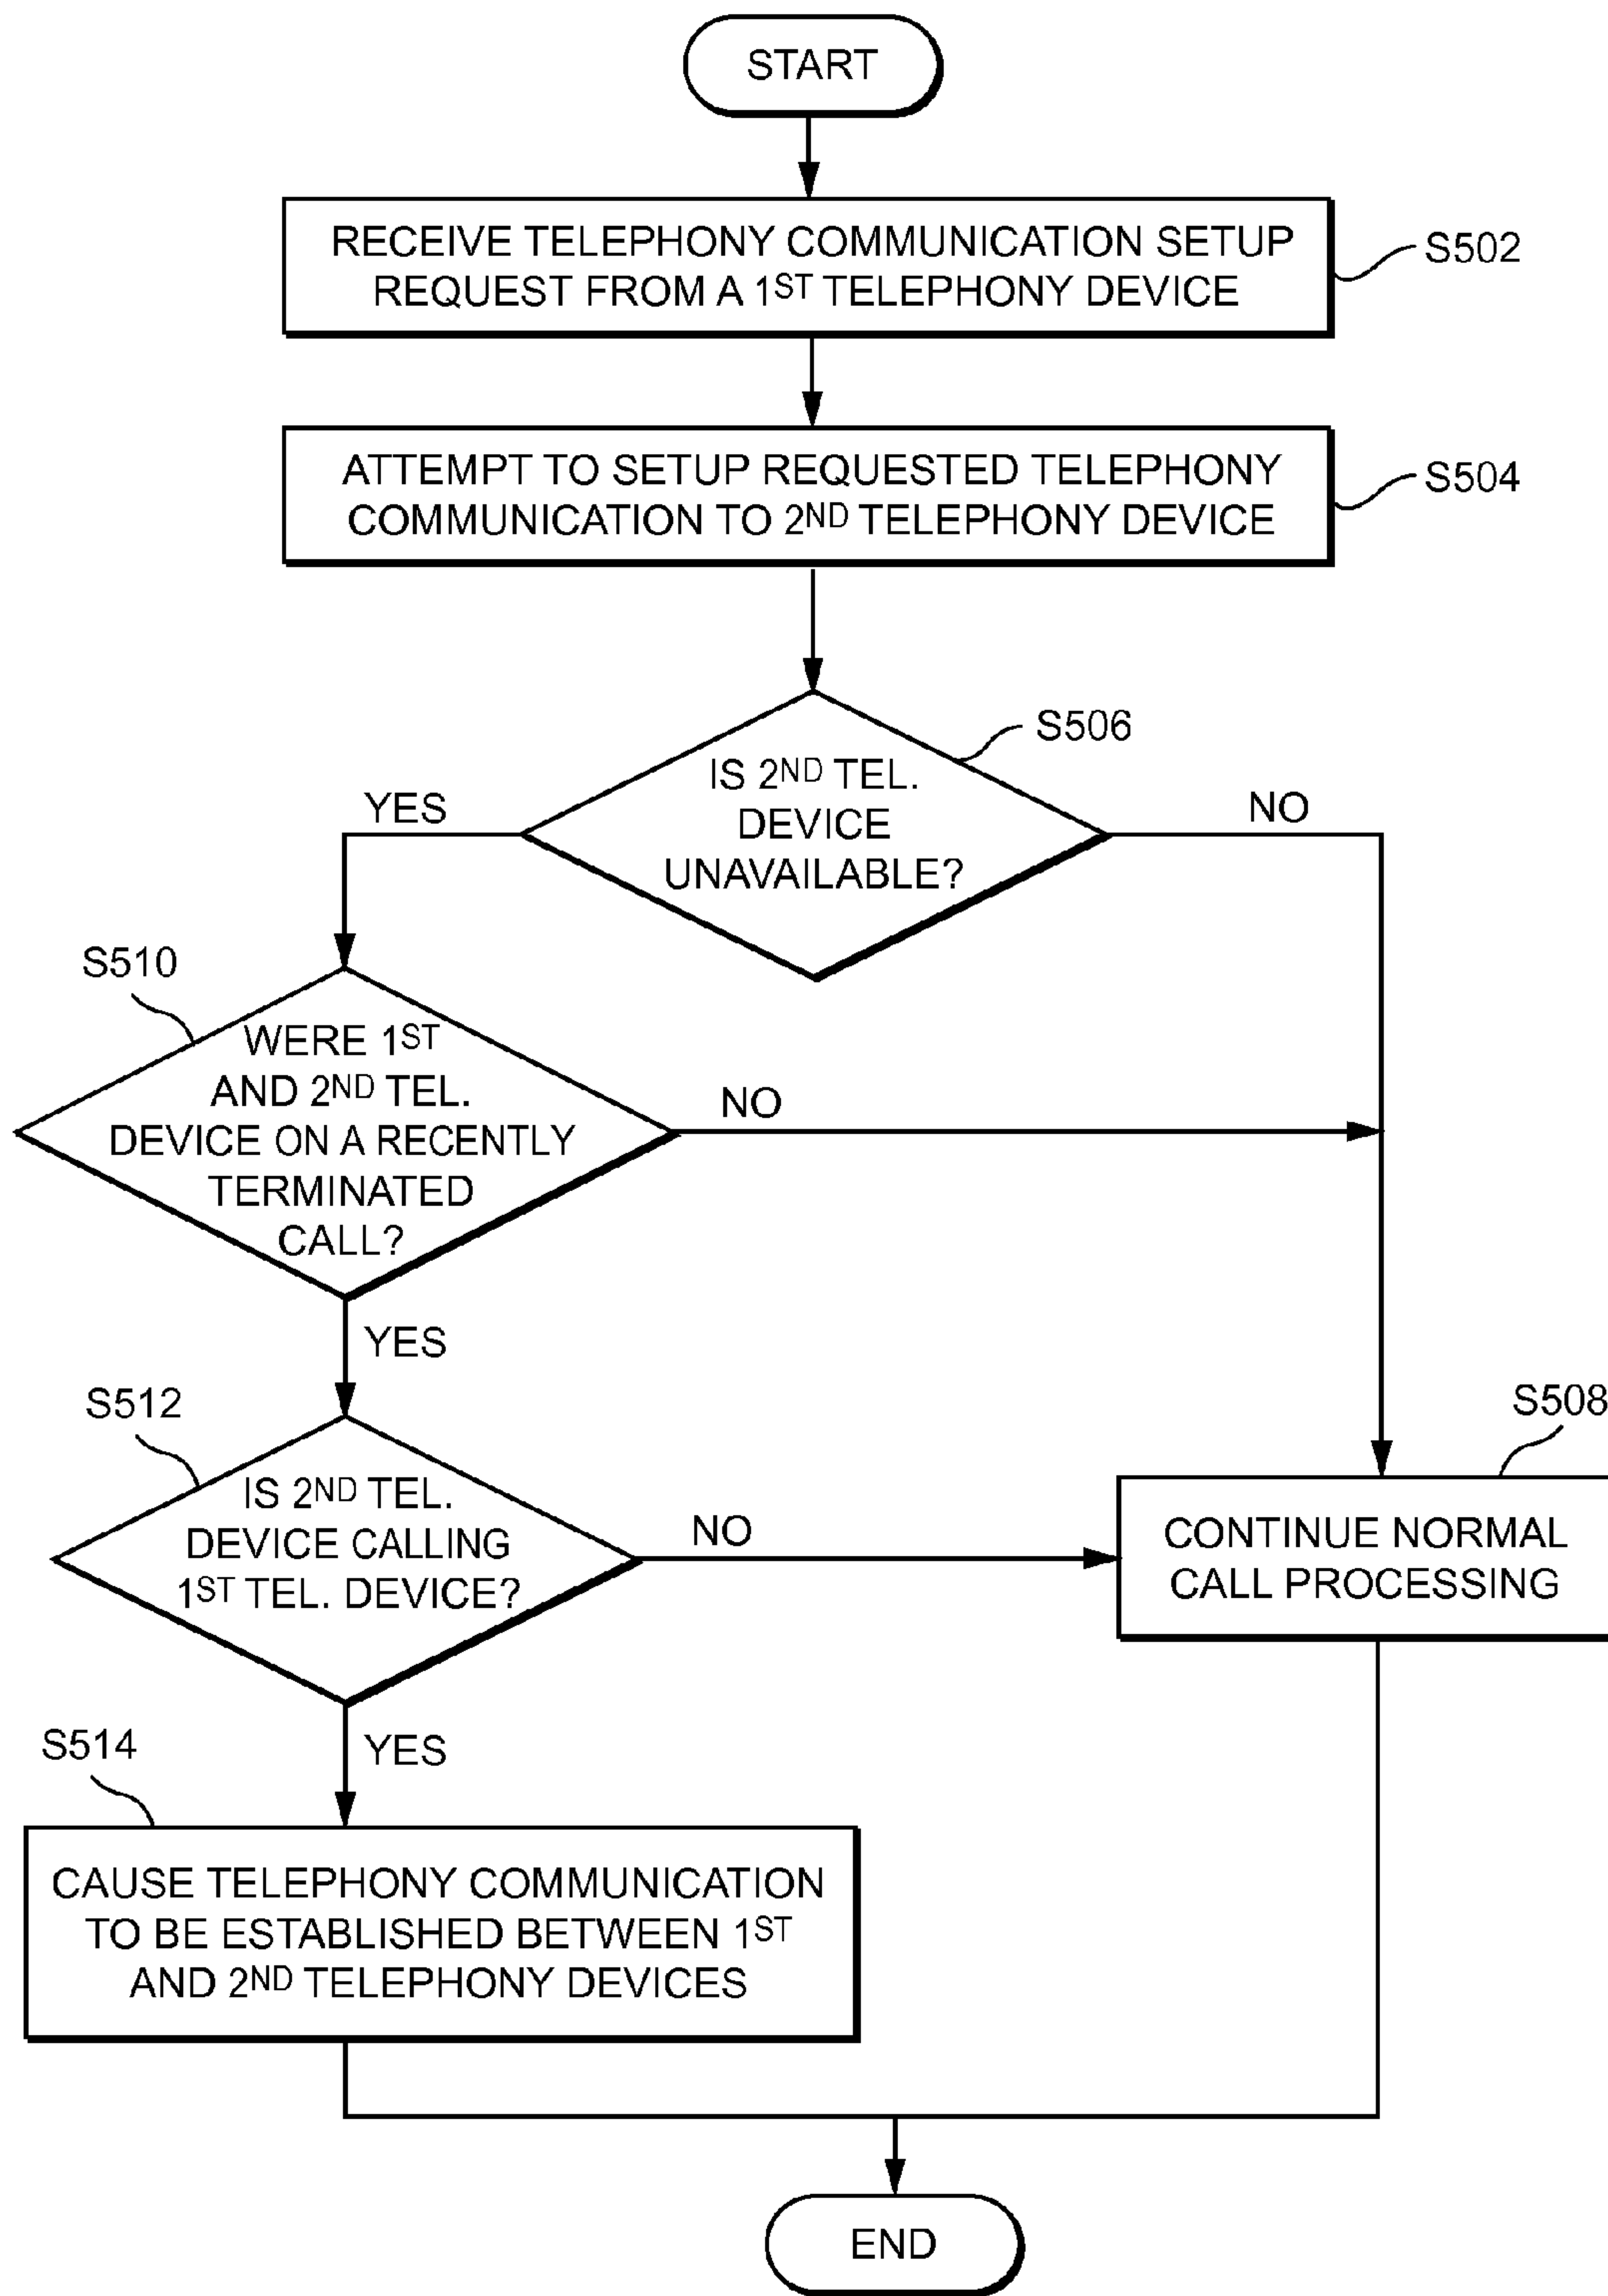 START
RECEIVE TELEPHONY COMMUNICATION SETUP
REQUEST FROM A 1ST TELEPHONY DEVICE
S502
ATTEMPT TO SETUP REQUESTED TELEPHONY
COMMUNICATION TO 2ND TELEPHONY DEVICE
S504
S506
IS 2ND TEL.
DEVICE
UNAVAILABLE?
YES
NO
S510
WERE 1ST
AND 2ND TEL.
DEVICE ON A RECENTLY
TERMINATED
CALL?
NO
YES
S512
IS 2ND TEL.
DEVICE CALLING
1ST TEL. DEVICE?
NO
S508
CONTINUE NORMAL
CALL PROCESSING
YES
S514
CAUSE TELEPHONY COMMUNICATION
TO BE ESTABLISHED BETWEEN 1ST
AND 2ND TELEPHONY DEVICES
END